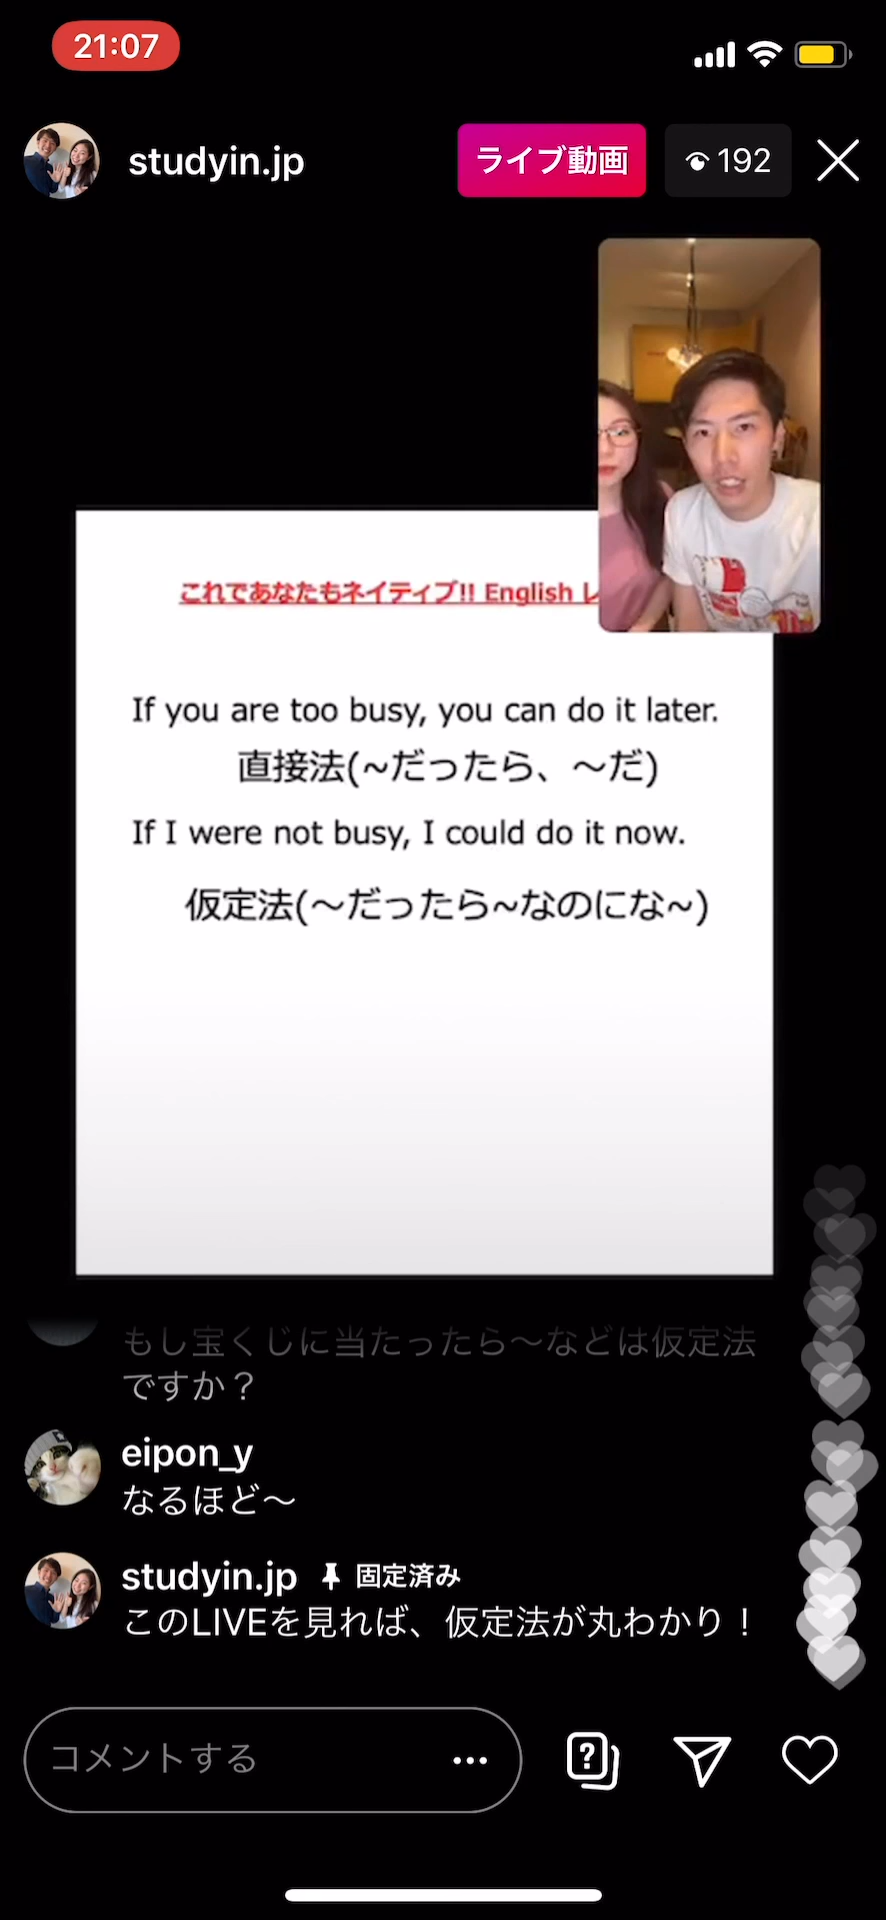 21:07
studyin.jp
ライブ動画
192
これであなたもネイティブ!! English レ
If you are too busy, you can do it later.
直接法(~だったら、～だ)
If I were not busy, I could do it now.
仮定法(～だったら~なのにな~)
もし宝くじに当たったら～などは仮定法
ですか？
eipon_y
なるほど～
studyin.jp 固定済み
このLIVEを見れば、仮定法が丸わかり！
コメントする